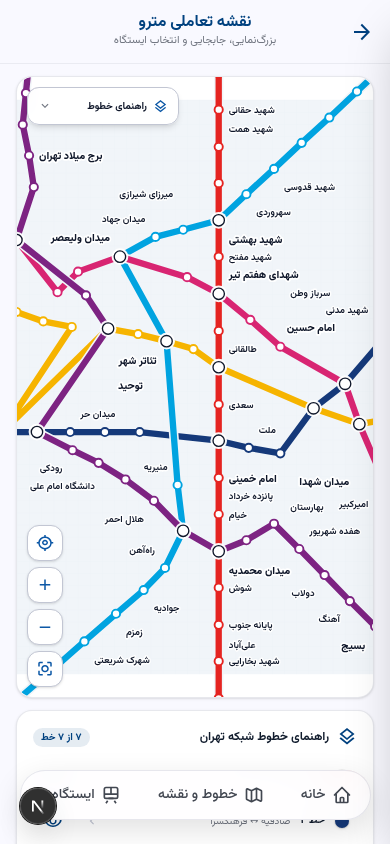 نقشه تعاملی مترو
بزرگ‌نمایی، جابجایی و انتخاب ایستگاه
راهنمای خطوط
شهید حقانی
شهید همت
برج میلاد تهران
میرزای شیرازی
شهید قدوسی
میدان جهاد
سهروردی
میدان ولیعصر
شهید بهشتی
شهید مفتح
شهدای هفتم تیر
سرباز وطن
شهید مدنی
امام حسین
طالقانی
تئاتر شهر
توحید
سعدی
میدان حر
ملت
رودکی
منیریه
امام خمینی
میدان شهدا
دانشگاه امام علی
پانزده خرداد
بهارستان
امیرکبیر
هلال احمر
خیام
هفده شهریور
راه‌آهن
میدان محمدیه
شوش
دولاب
جوادیه
آهنگ
پایانه جنوب
زمزم
علی‌آباد
بسیج
شهرک شریعتی
شهید بخارایی
راهنمای خطوط شبکه تهران
۷ از ۷ خط
خانه
خطوط و نقشه
N